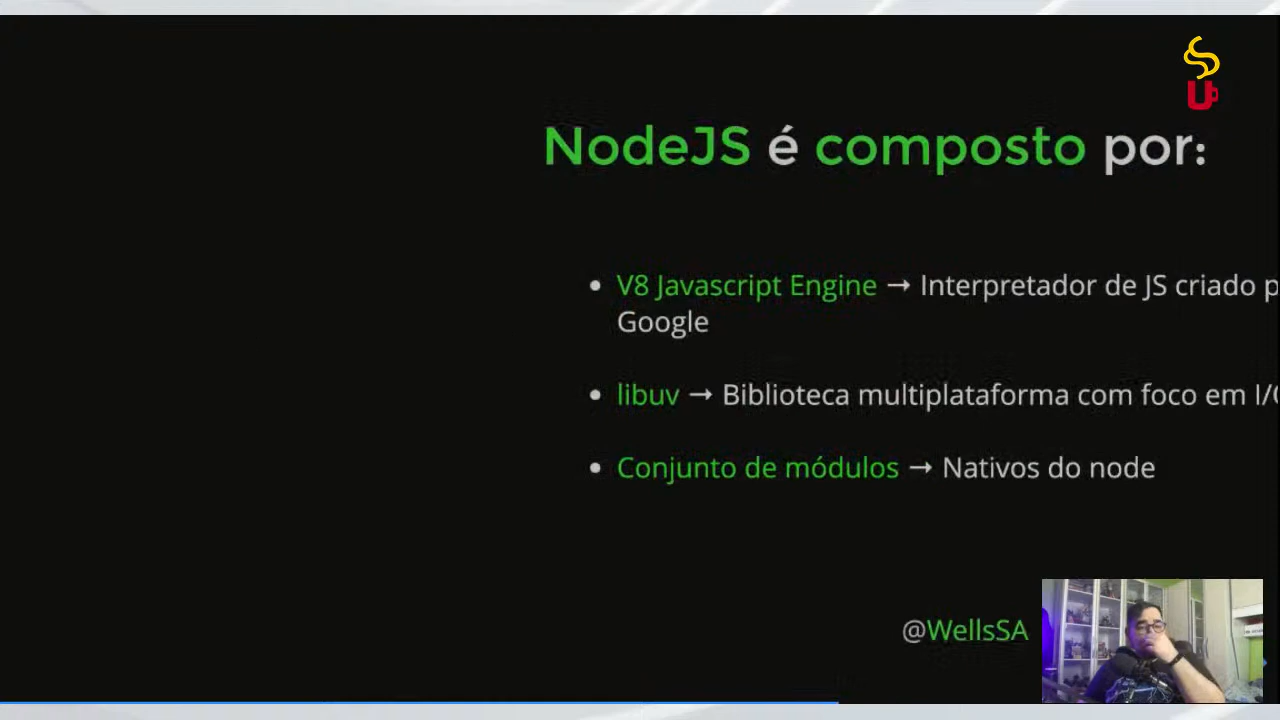 NodeJS é composto por:
V8 Javascript Engine → Interpretador de JS criado
Google
libuv → Biblioteca multiplataforma com foco em
Conjunto de módulos → Nativos do node
@WellsSA